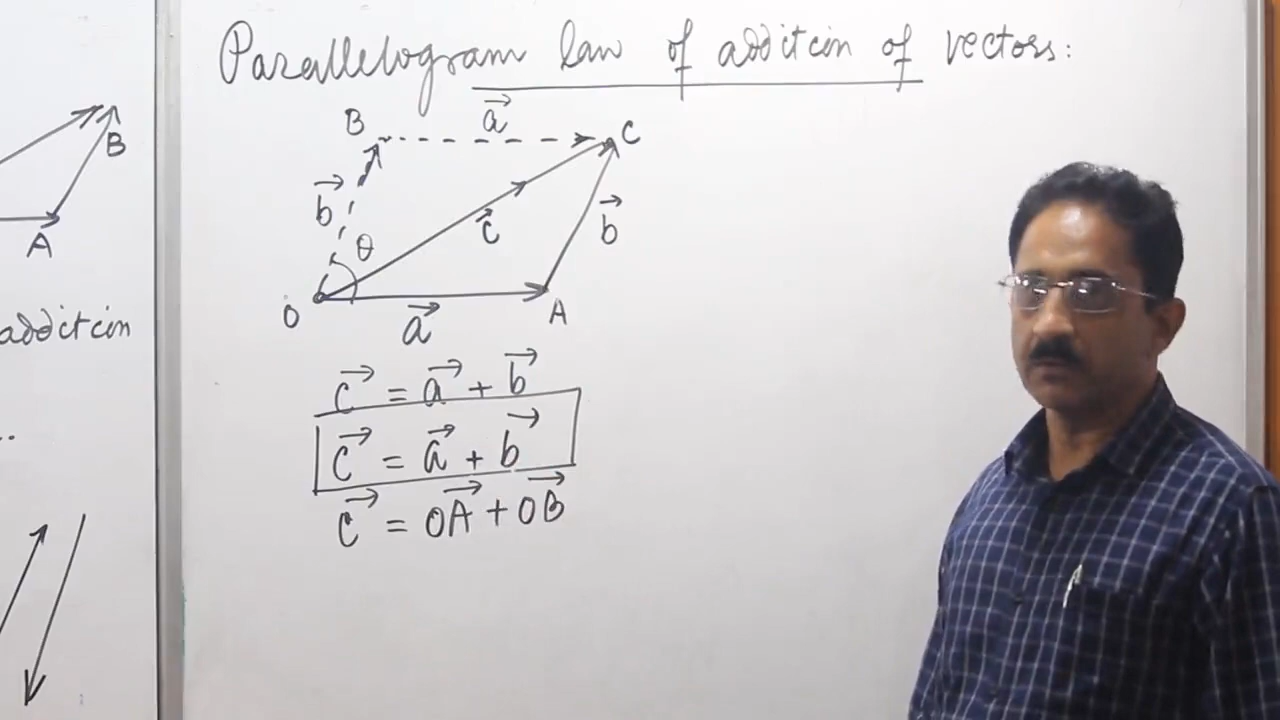 Parallelogram law of addition of vectors:
B
a⃗
C
b⃗
θ
c⃗
b⃗
O
a⃗
A
c⃗ = a⃗ + b⃗
c⃗ = a⃗ + b⃗
c⃗ = OA⃗ + OB⃗
B
A
addition
..